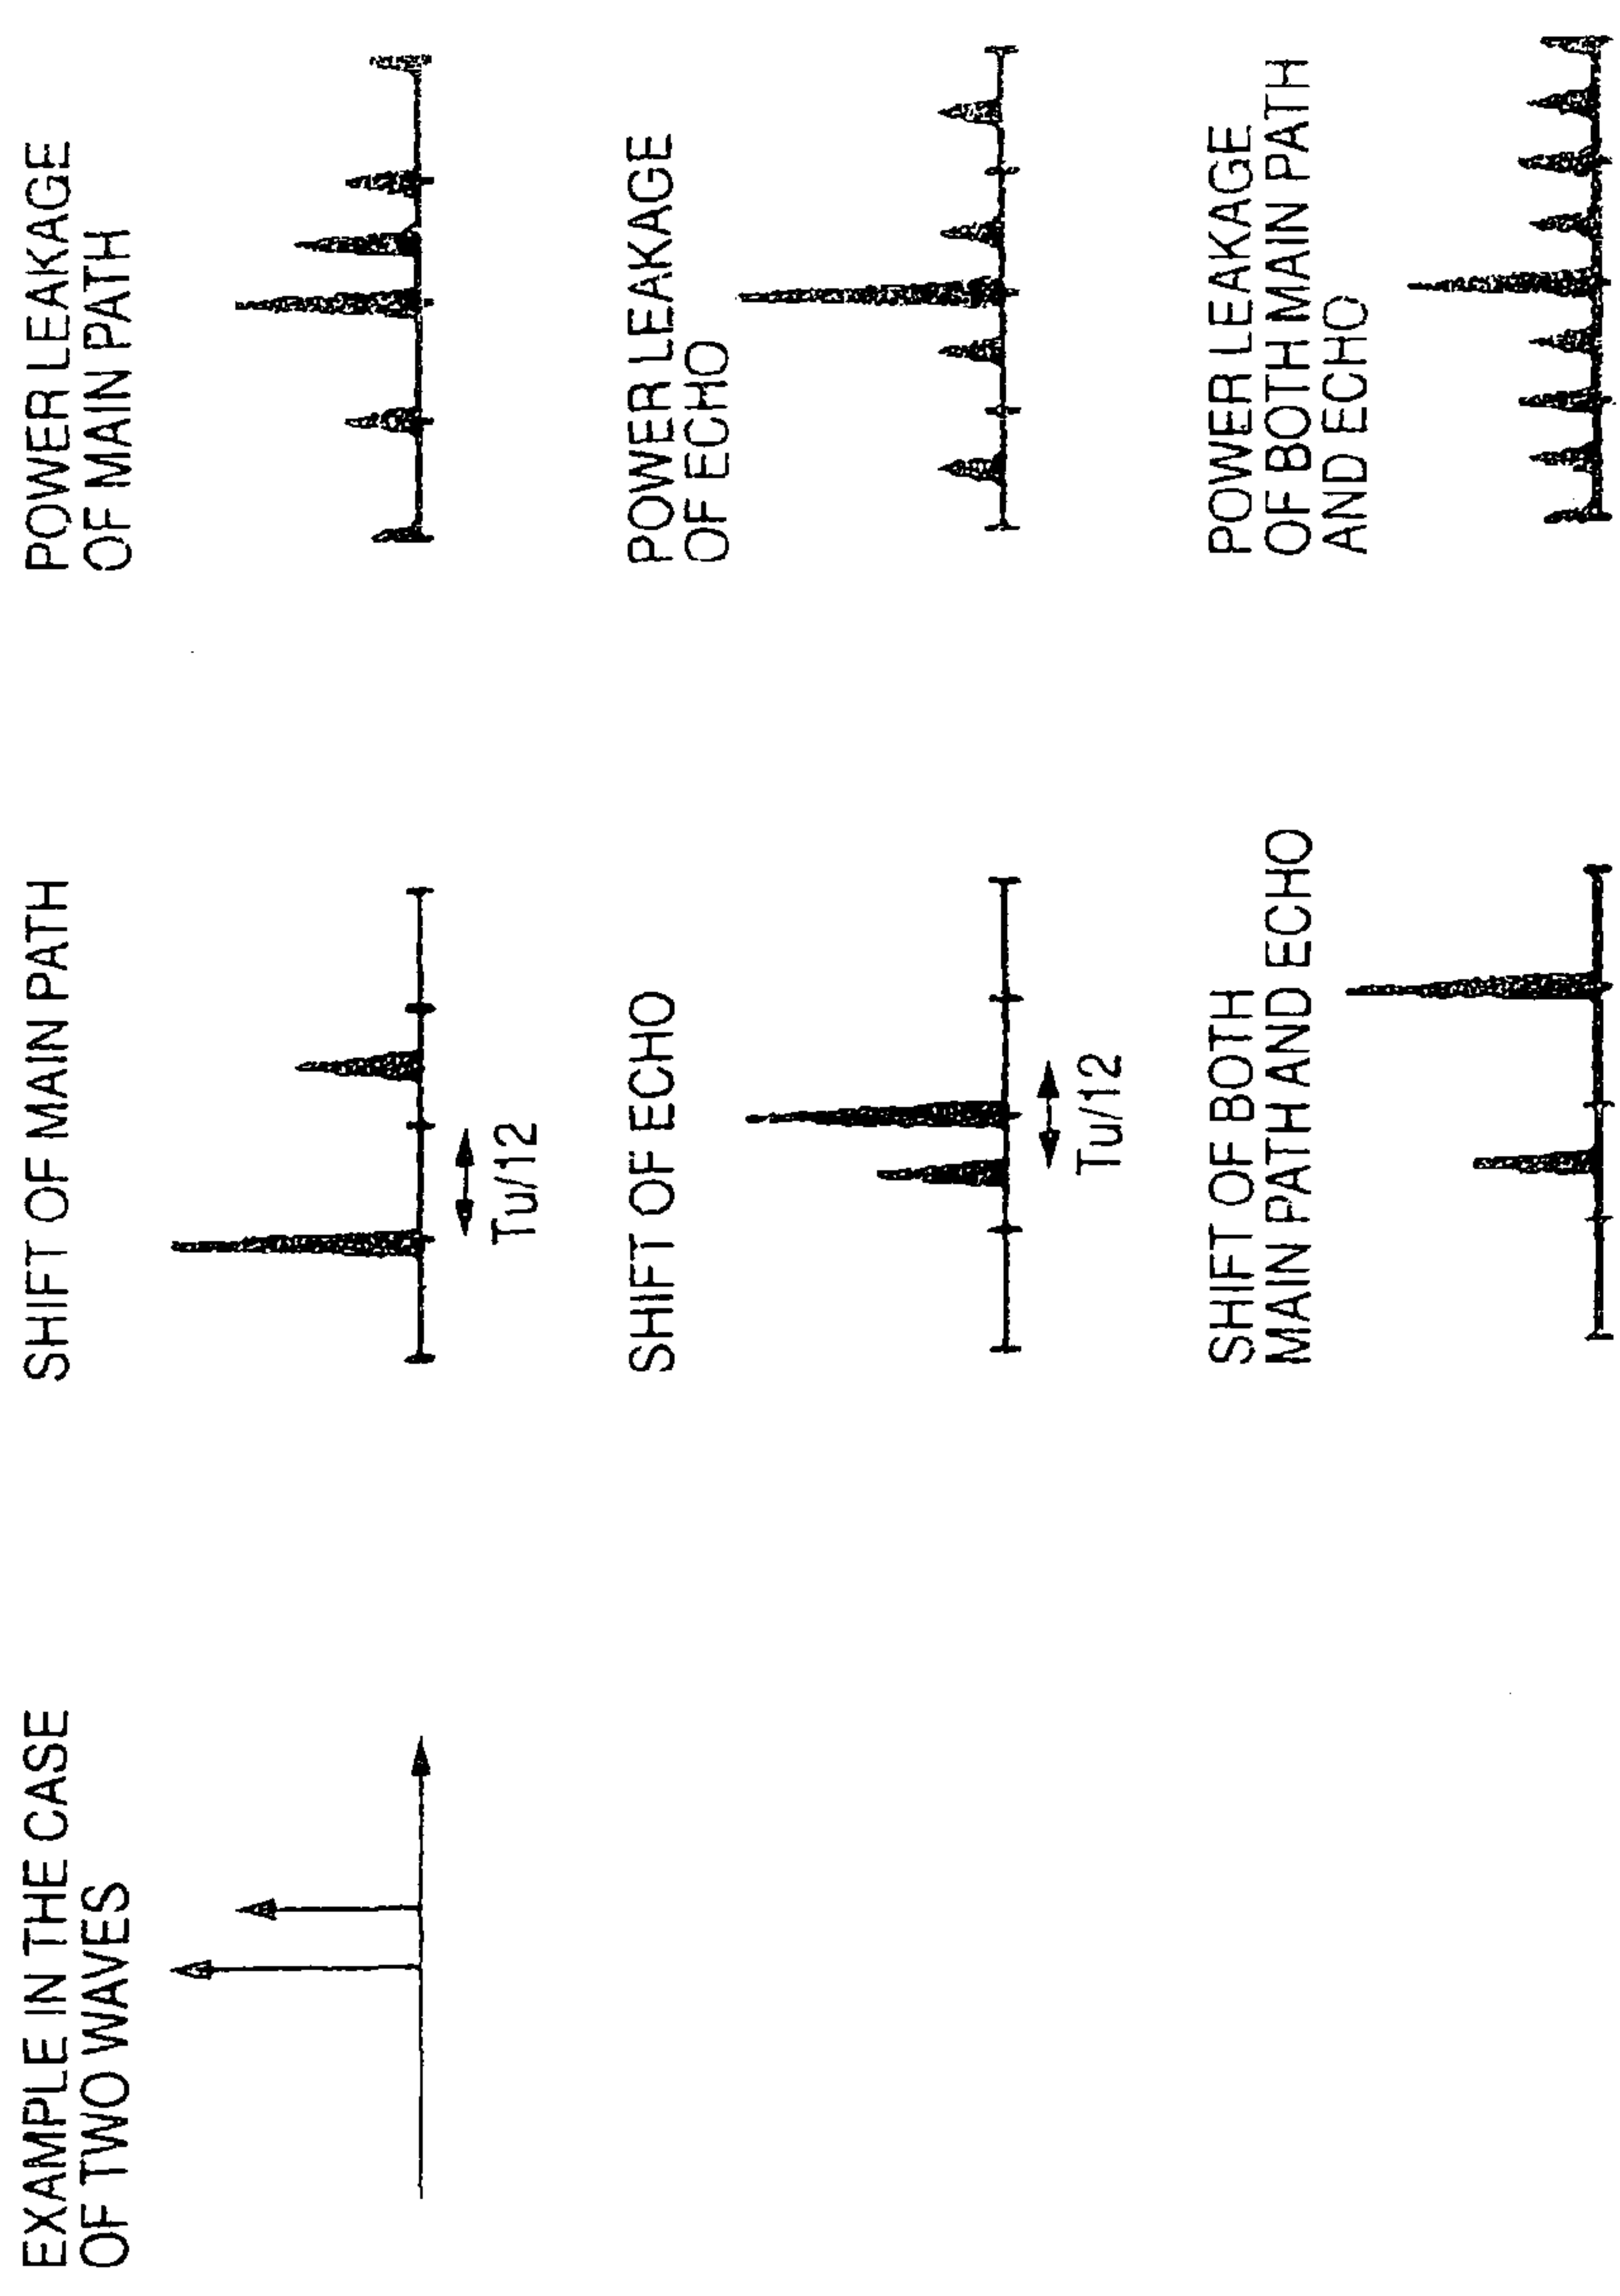 EXAMPLE IN THE CASE
OF TWO WAVES
SHIFT OF MAIN PATH
Tu/12
POWER LEAKAGE
OF MAIN PATH
SHIFT OF ECHO
Tu/12
POWER LEAKAGE
OF ECHO
SHIFT OF BOTH
MAIN PATH AND ECHO
POWER LEAKAGE
OF BOTH MAIN PATH
AND ECHO